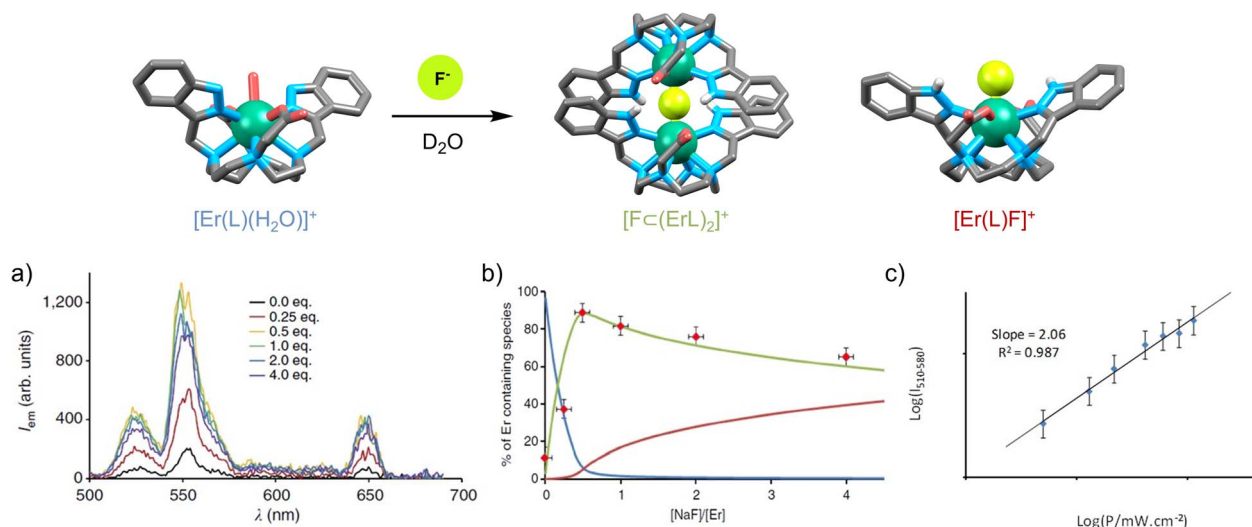 F⁻
D₂O
[Er(L)(H₂O)]⁺
[F⊂(ErL)₂]⁺
[Er(L)F]⁺
a)
Iem (arb. units)
1,200
800
400
0
0.0 eq.
0.25 eq.
0.5 eq.
1.0 eq.
2.0 eq.
4.0 eq.
500
550
600
650
700
λ (nm)
b)
% of Er containing species
100
80
60
40
20
0
0
1
2
3
4
[NaF]/[Er]
c)
Log(I₅₁₀₋₅₈₀)
Slope = 2.06
R² = 0.987
Log(P/mW.cm⁻²)